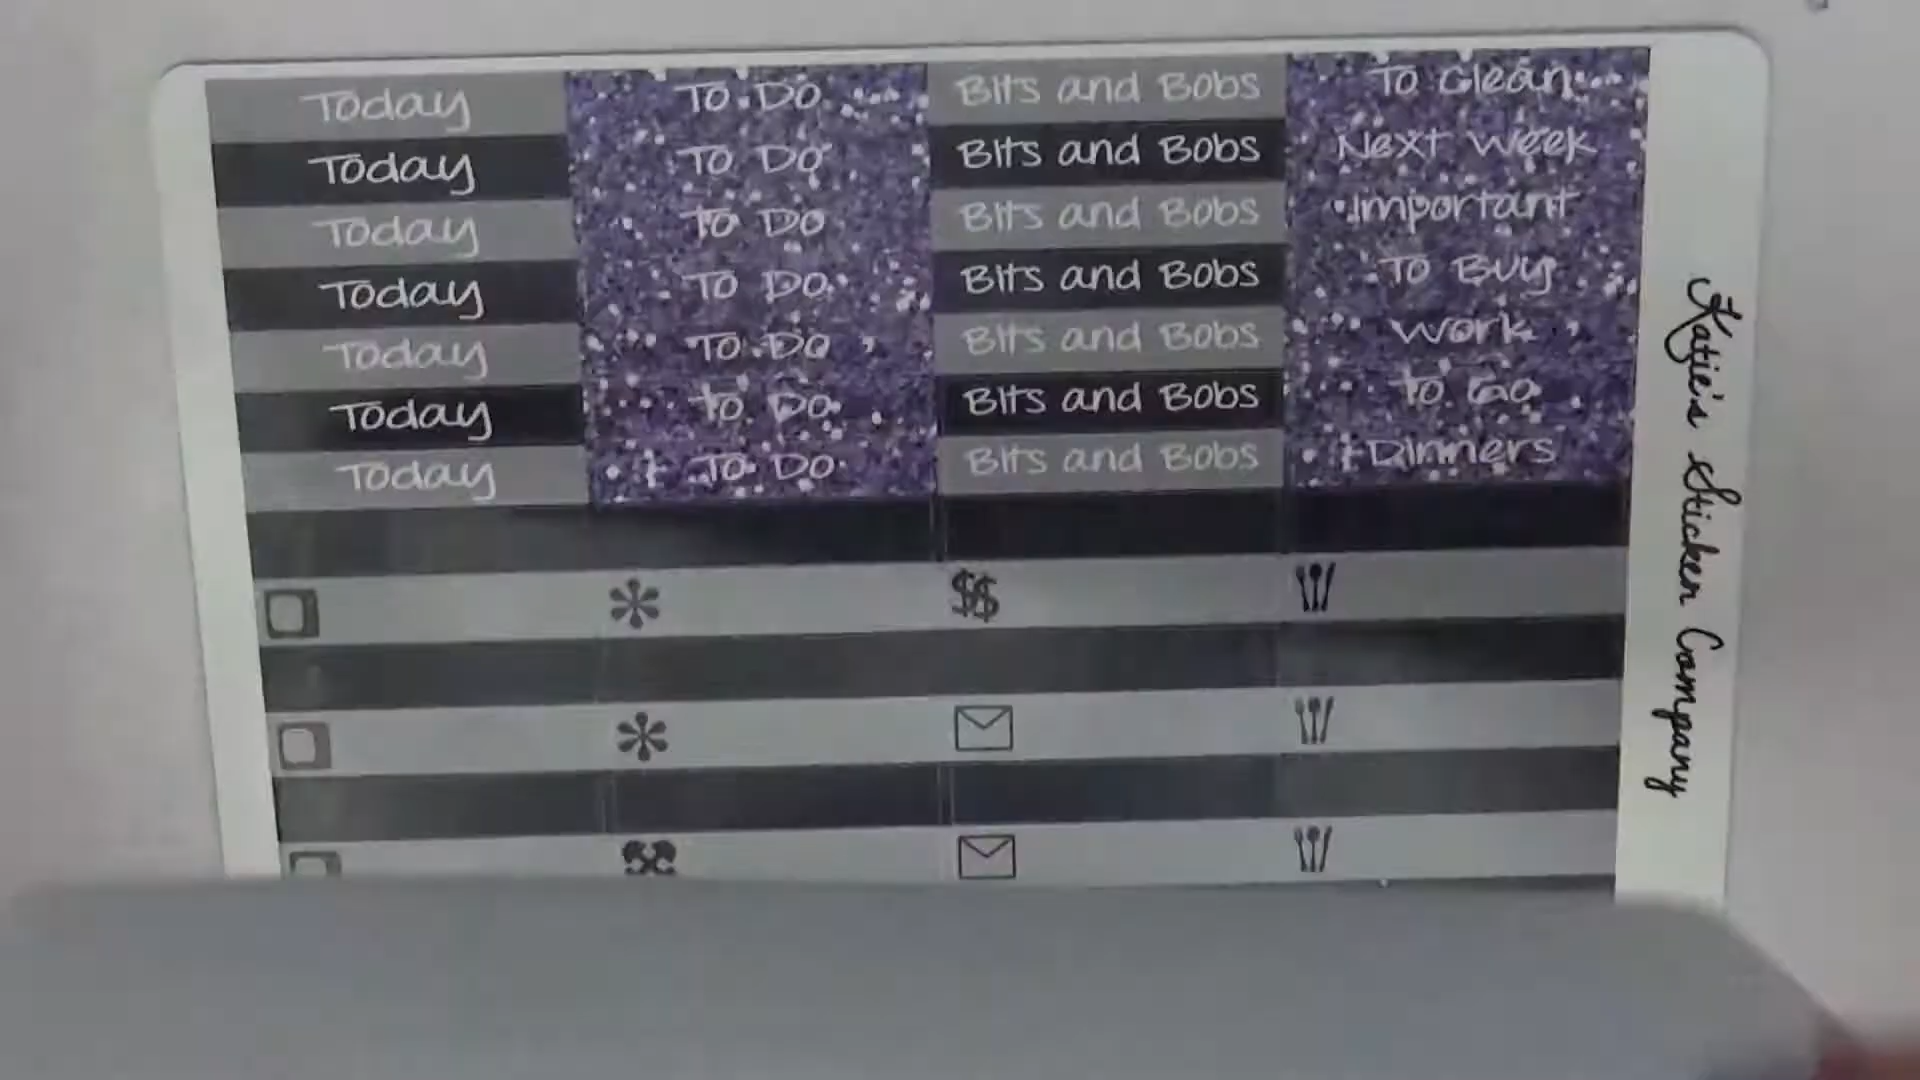 Today To Do Bits and Bobs To Clean
Today To Do Bits and Bobs Next Week
Today To Do Bits and Bobs Important
Today To Do Bits and Bobs To Buy
Today To Do Bits and Bobs Work
Today To Do Bits and Bobs To Go
Today To Do Bits and Bobs Dinners
$$
Katie's Sticker Company